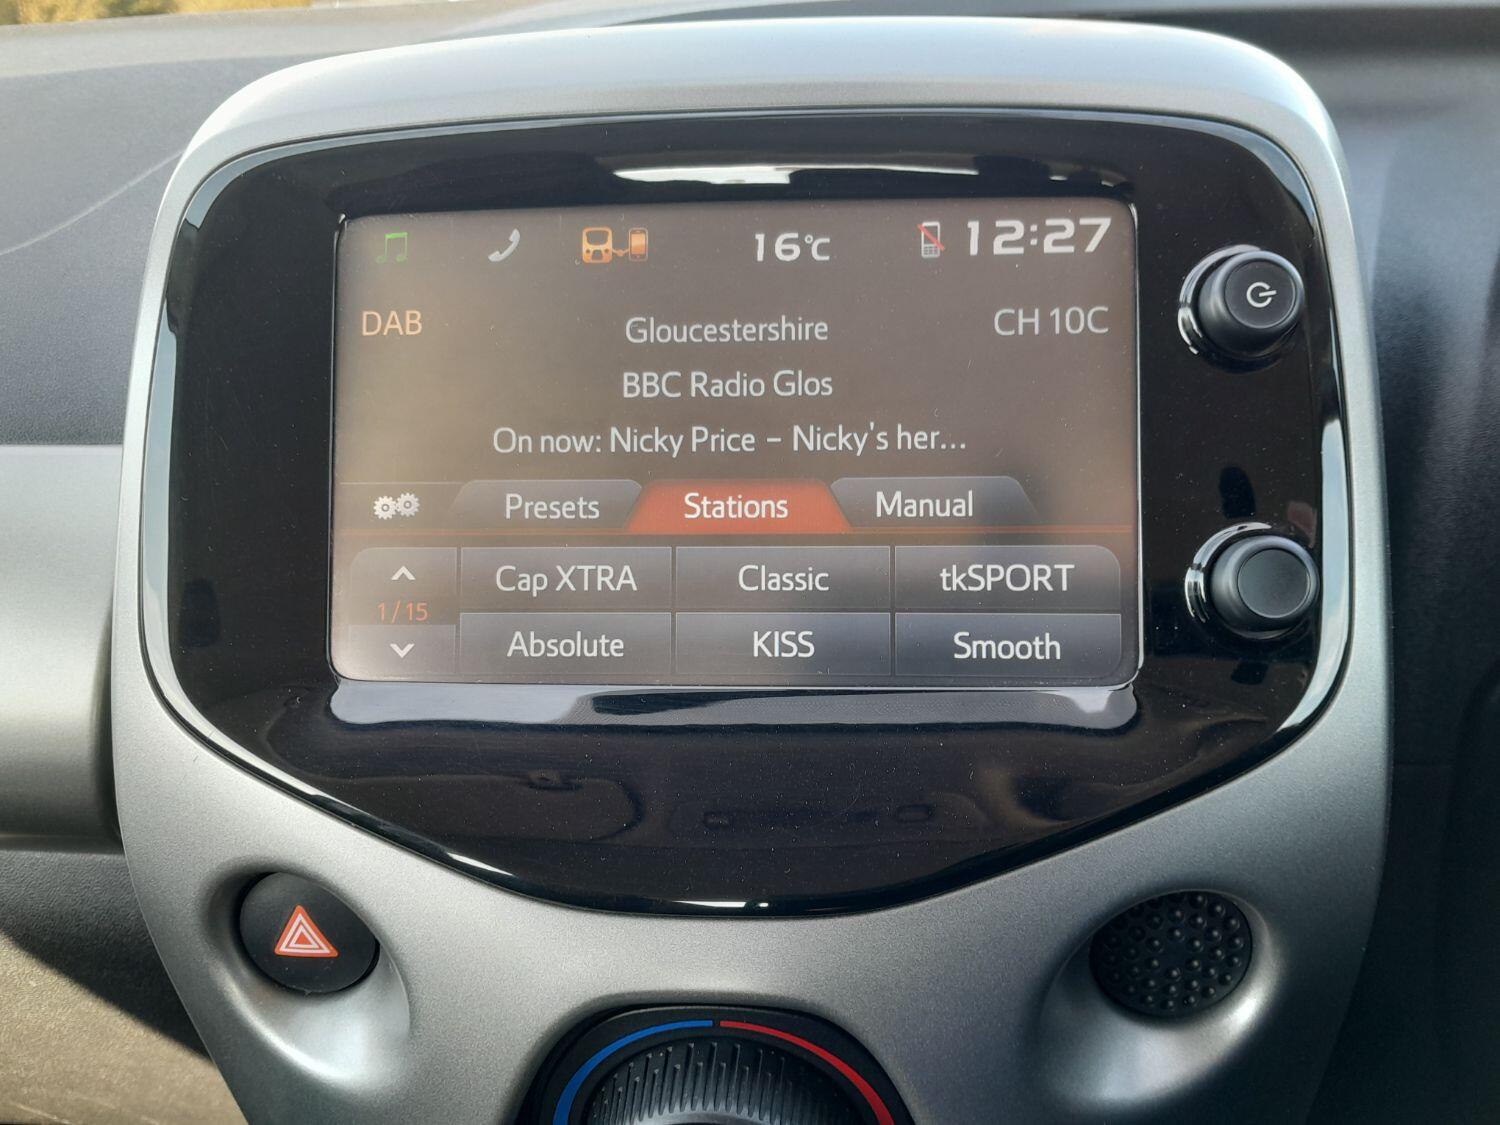 16°C 12:27
DAB Gloucestershire CH 10C
BBC Radio Glos
On now: Nicky Price – Nicky's her...
Presets Stations Manual
Cap XTRA Classic tkSPORT
1/15
Absolute KISS Smooth